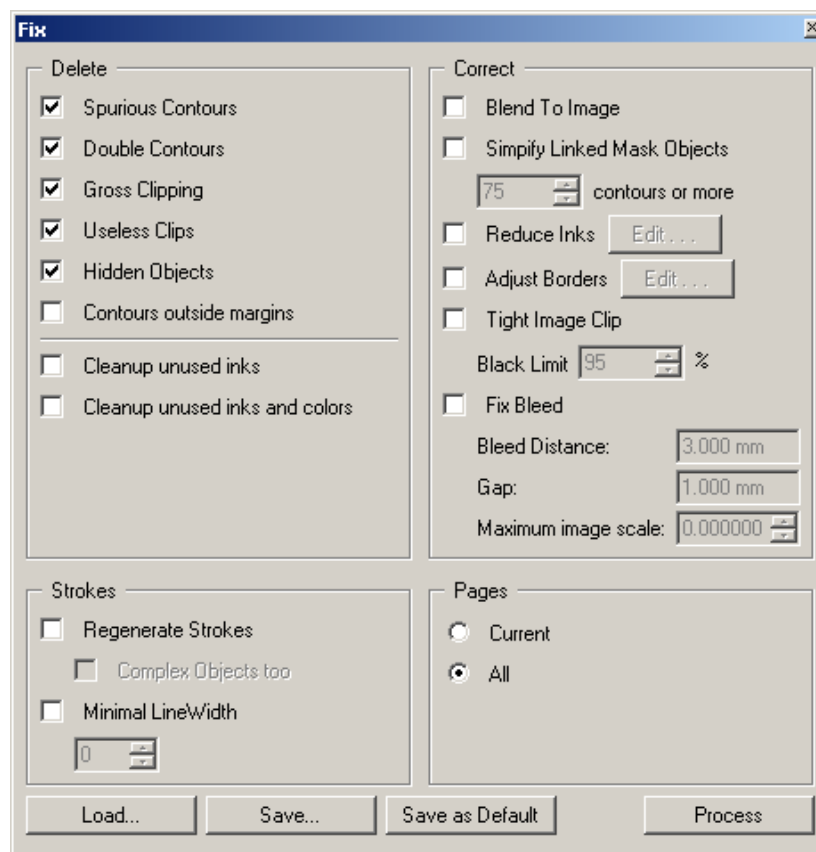 Fix
Delete
Spurious Contours
Double Contours
Gross Clipping
Useless Clips
Hidden Objects
Contours outside margins
Cleanup unused inks
Cleanup unused inks and colors
Correct
Blend To Image
Simpify Linked Mask Objects
75 contours or more
Reduce Inks Edit . . .
Adjust Borders Edit . . .
Tight Image Clip
Black Limit 95 %
Fix Bleed
Bleed Distance: 3.000 mm
Gap: 1.000 mm
Maximum image scale: 0.000000
Strokes
Regenerate Strokes
Complex Objects too
Minimal LineWidth
0
Pages
Current
All
Load... Save... Save as Default Process